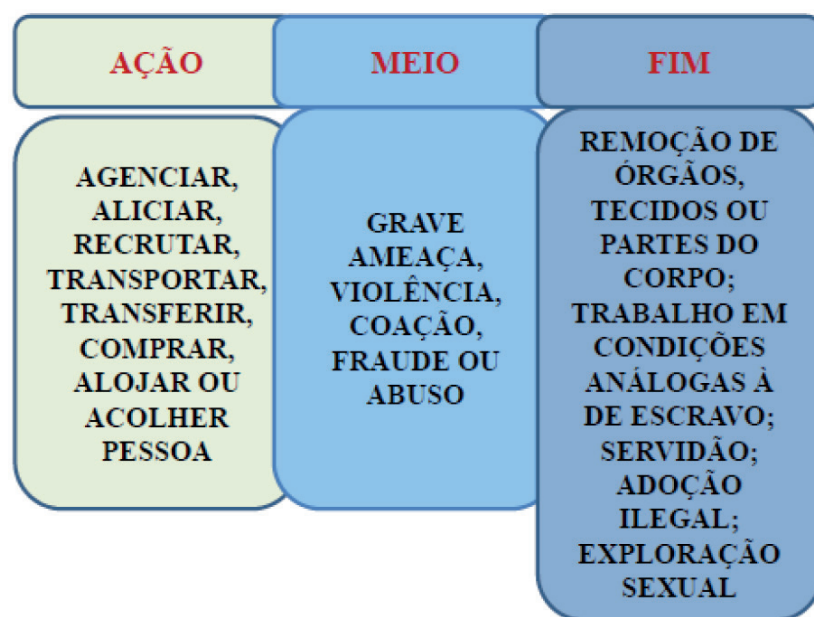 AÇÃO
AGENCIAR,
ALICIAR,
RECRUTAR,
TRANSPORTAR,
TRANSFERIR,
COMPRAR,
ALOJAR OU
ACOLHER
PESSOA
MEIO
GRAVE
AMEAÇA,
VIOLÊNCIA,
COAÇÃO,
FRAUDE OU
ABUSO
FIM
REMOÇÃO DE
ÓRGÃOS,
TECIDOS OU
PARTES DO
CORPO;
TRABALHO EM
CONDIÇÕES
ANÁLOGAS À
DE ESCRAVO;
SERVIDÃO;
ADOÇÃO
ILEGAL;
EXPLORAÇÃO
SEXUAL